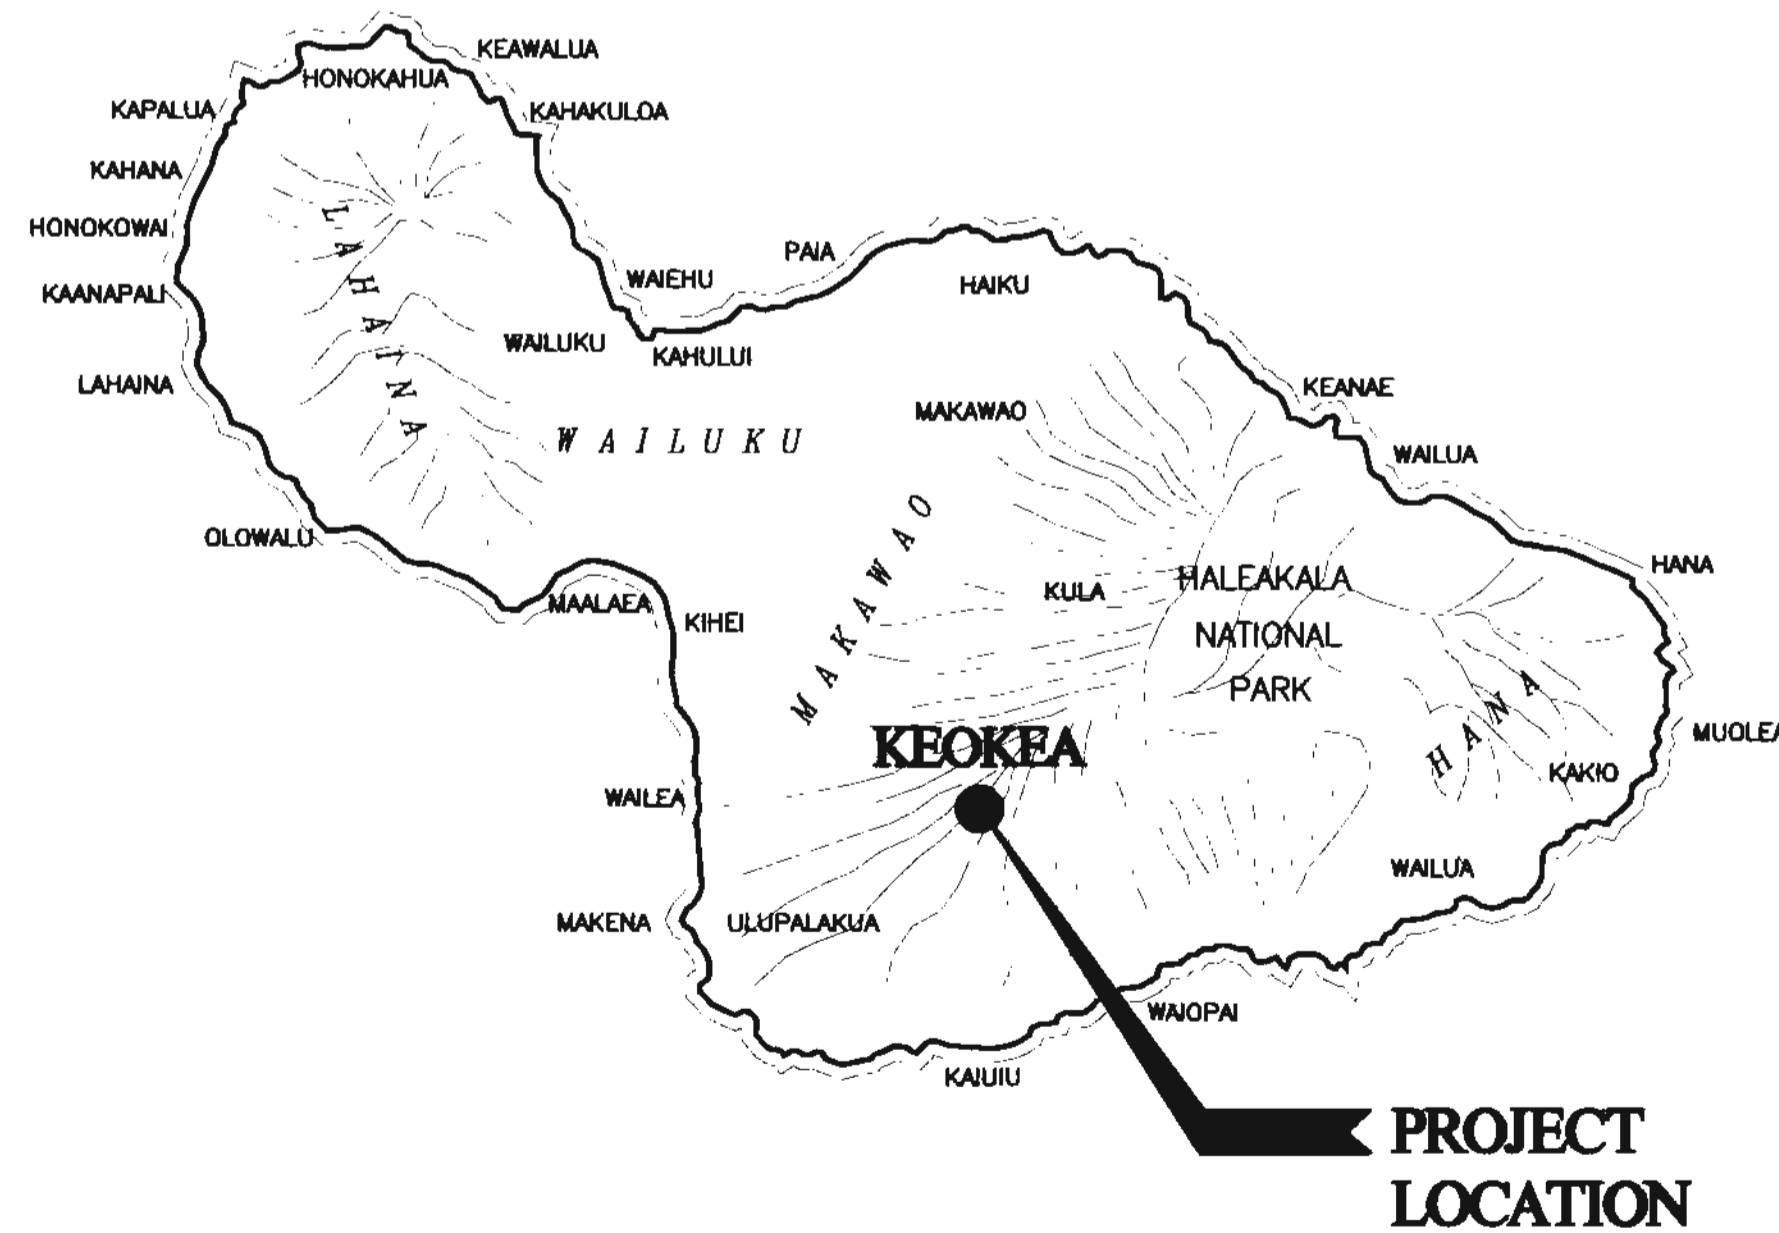 KEAWALUA
HONOKAHUA
KAPALUA
KAHAKULOA
KAHANA
HONOKOWAI
LAHAINA
KAANAPALI
WAIEHU
PAIA
HAIKU
WAILUKU
KAHULUI
LAHAINA
WAILUKU
MAKAWAO
KEANAE
WAILUA
OLOWALU
MAKAWAO
MAALAEA
KIHEI
KULA
HALEAKALA
NATIONAL
PARK
HANA
HANA
MUOLEA
KAKIO
KEOKEA
WAILEA
WAILUA
MAKENA
ULUPALAKUA
WAIOPAI
KAIUIU
PROJECT
LOCATION